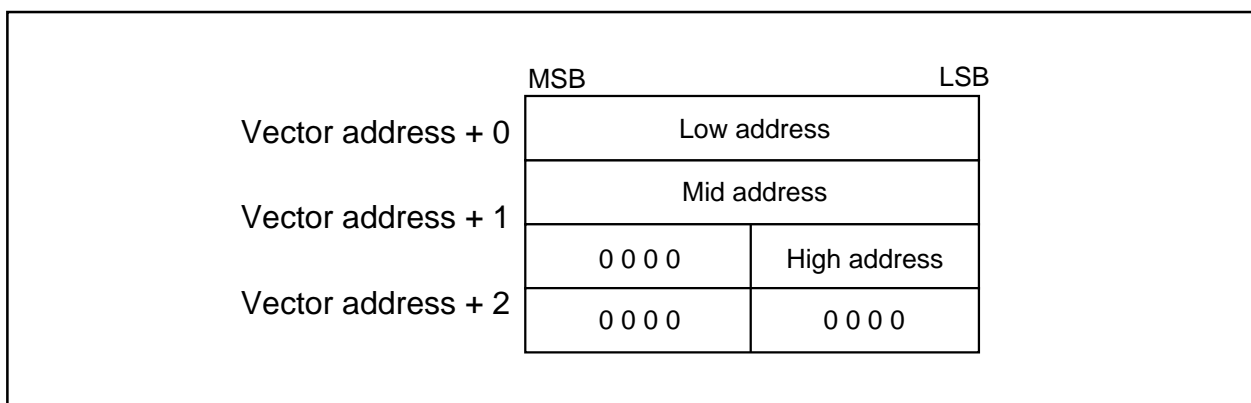 MSB LSB
Vector address + 0 Low address
Mid address
Vector address + 1
0 0 0 0 High address
Vector address + 2
0 0 0 0 0 0 0 0